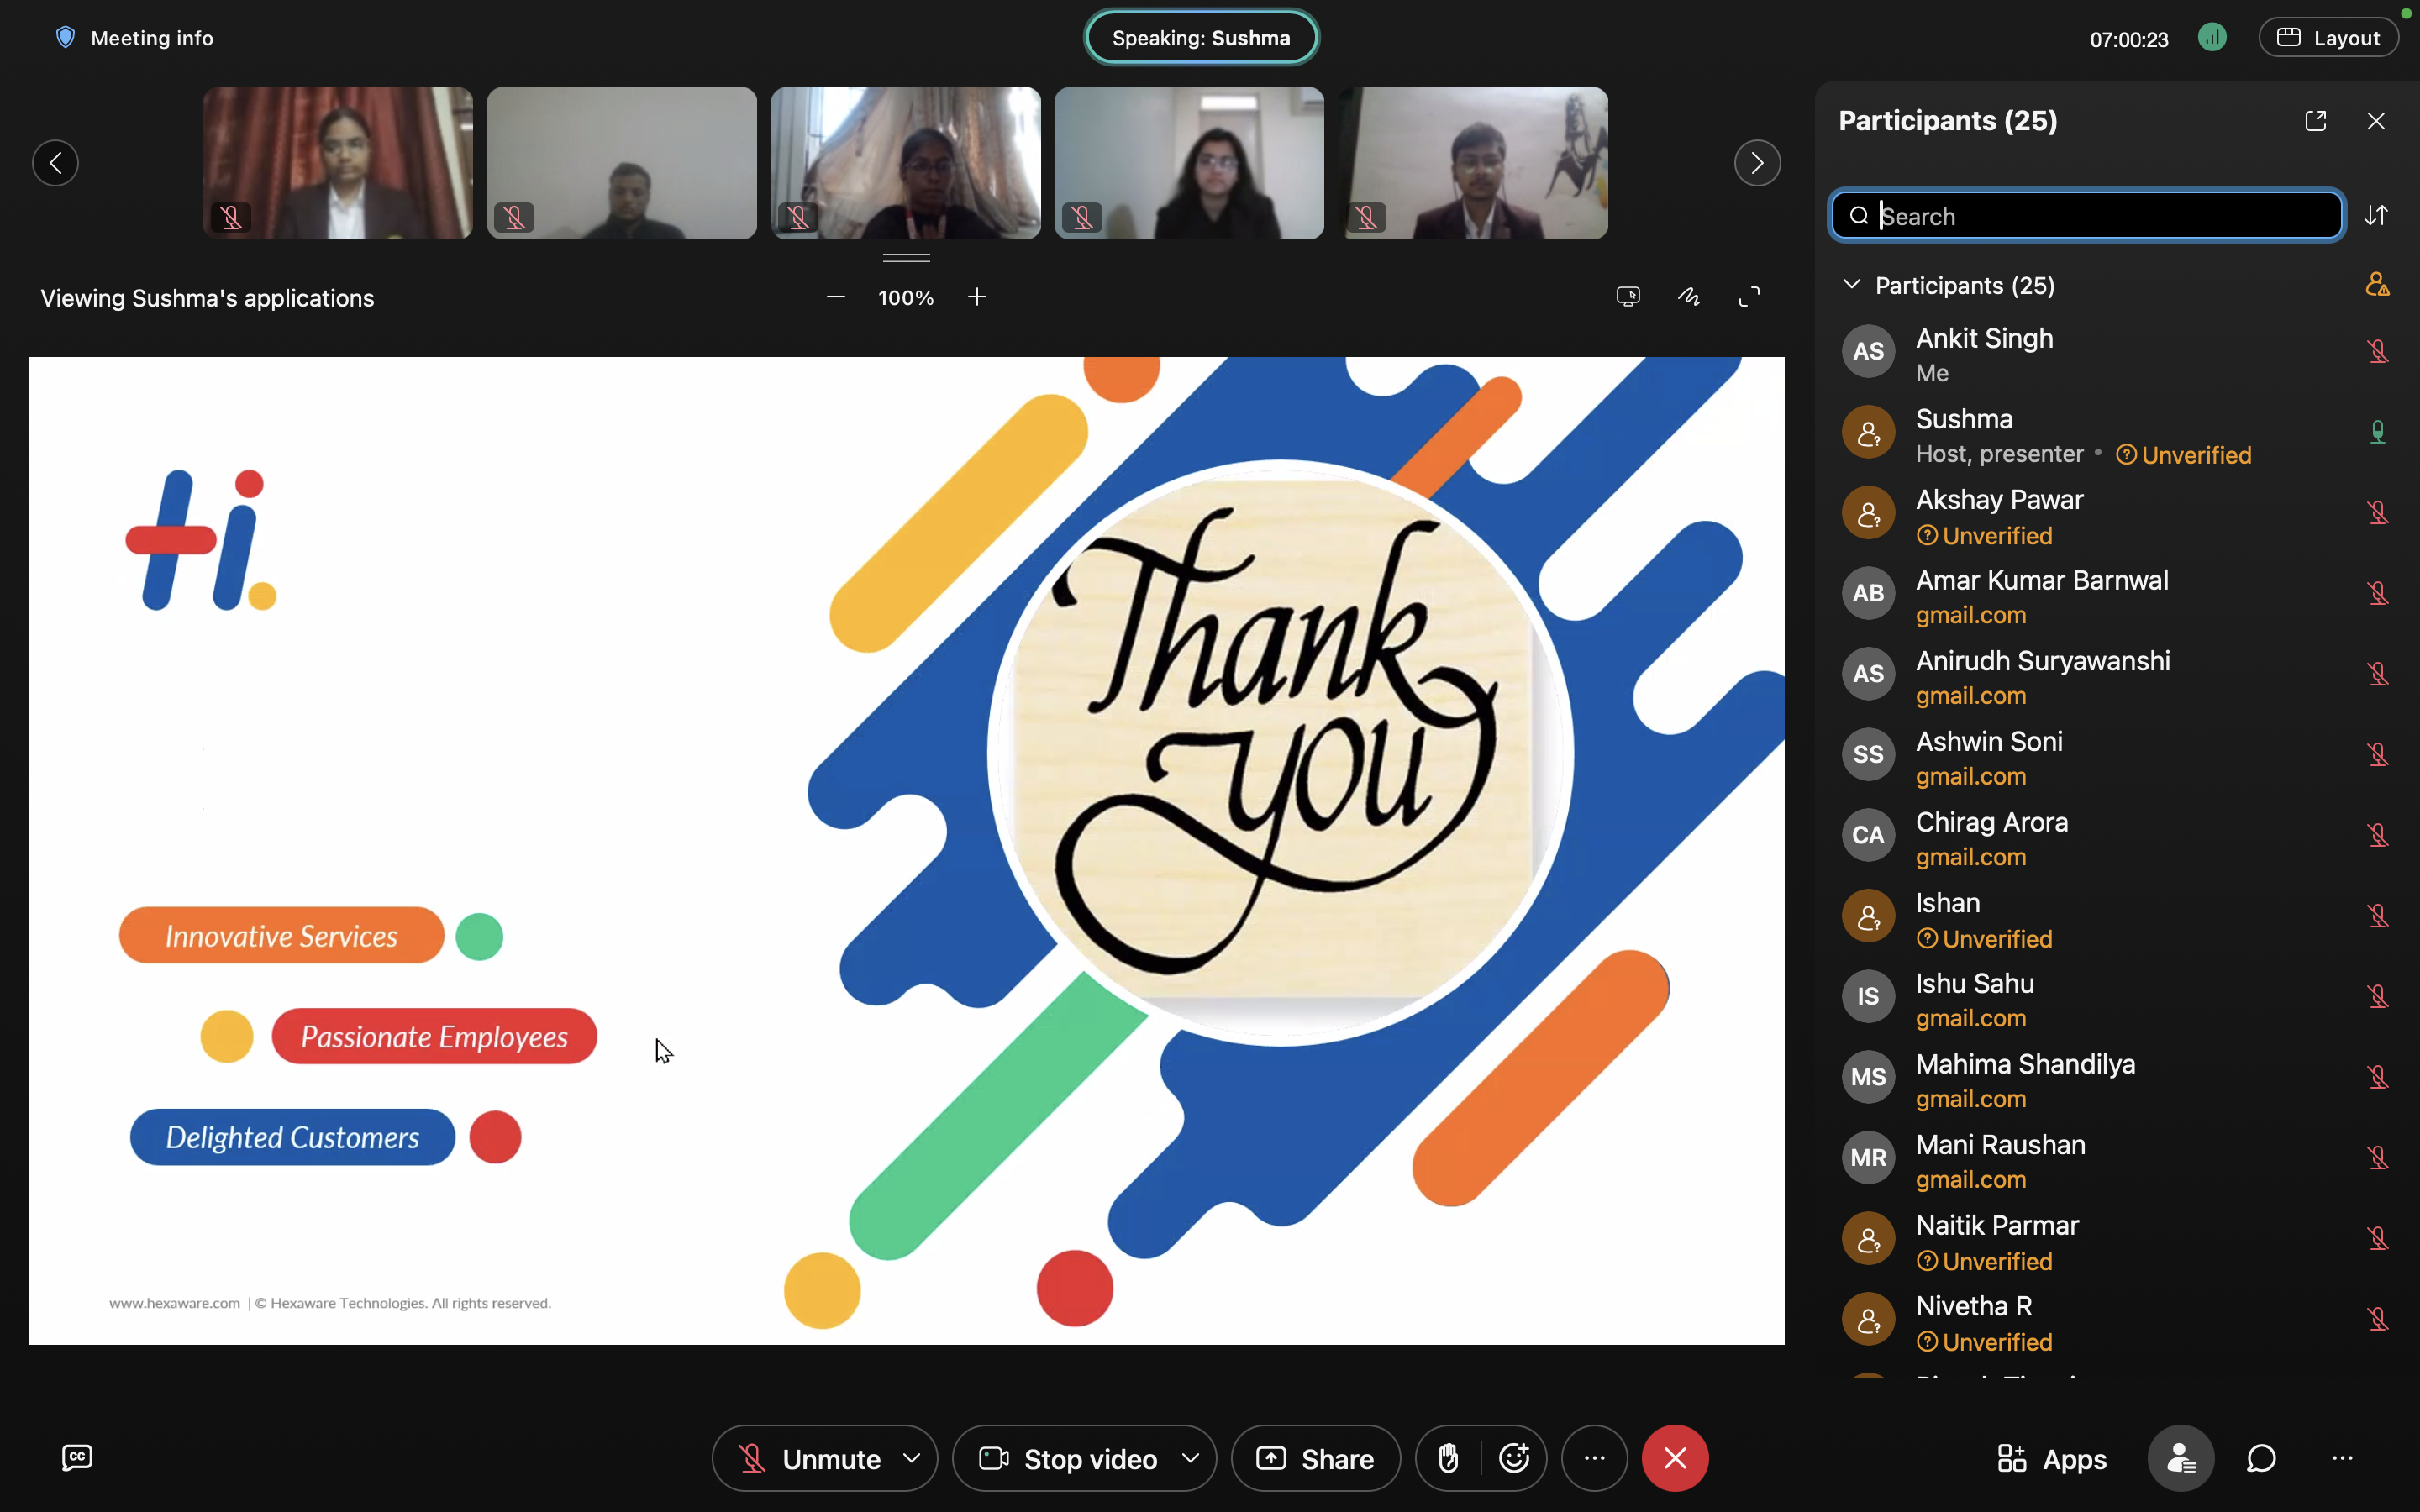 Meeting info
Speaking: Sushma
07:00:23
Layout
Viewing Sushma's applications
100%
Hi.
Thank
you
Innovative Services
Passionate Employees
Delighted Customers
www.hexaware.com | © Hexaware Technologies. All rights reserved.
Participants (25)
Search
Participants (25)
AS
Ankit Singh
Me
Sushma
Host, presenter • Unverified
Akshay Pawar
Unverified
AB
Amar Kumar Barnwal
gmail.com
AS
Anirudh Suryawanshi
gmail.com
SS
Ashwin Soni
gmail.com
CA
Chirag Arora
gmail.com
Ishan
Unverified
IS
Ishu Sahu
gmail.com
MS
Mahima Shandilya
gmail.com
MR
Mani Raushan
gmail.com
Naitik Parmar
Unverified
Nivetha R
Unverified
CC
Unmute
Stop video
Share
Apps